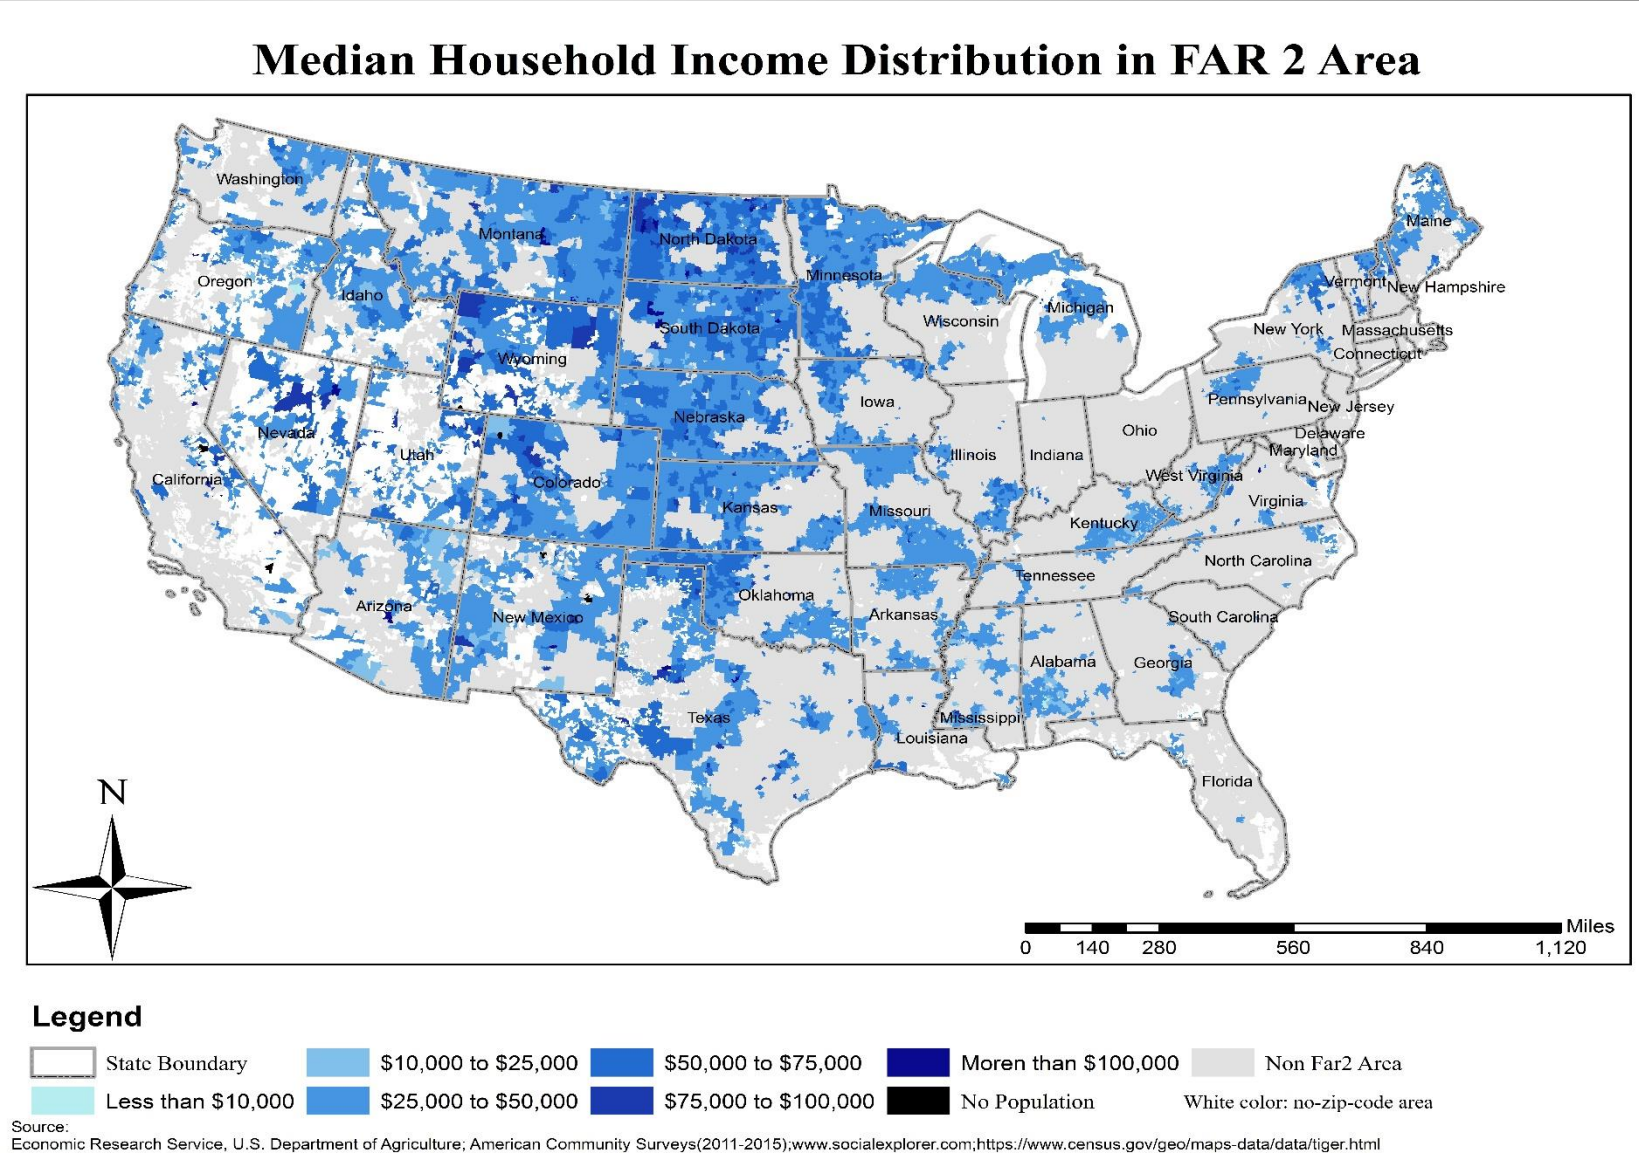 Median Household Income Distribution in FAR 2 Area
Washington
Montana
North Dakota
Minnesota
Maine
Oregon
Idaho
Vermont
New Hampshire
South Dakota
Wisconsin
Michigan
New York
Massachusetts
Connecticut
Wyoming
Nebraska
Iowa
Pennsylvania
New Jersey
Nevada
Utah
Ohio
Delaware
Maryland
California
Colorado
Illinois
Indiana
West Virginia
Virginia
Kansas
Missouri
Kentucky
North Carolina
Tennessee
Arizona
New Mexico
Oklahoma
Arkansas
South Carolina
Alabama
Georgia
Texas
Mississippi
Louisiana
Florida
N
Miles
0 140 280 560 840 1,120
Legend
State Boundary $10,000 to $25,000 $50,000 to $75,000 Moren than $100,000 Non Far2 Area
Less than $10,000 $25,000 to $50,000 $75,000 to $100,000 No Population White color: no-zip-code area
Source:
Economic Research Service, U.S. Department of Agriculture; American Community Surveys(2011-2015);www.socialexplorer.com;https://www.census.gov/geo/maps-data/data/tiger.html